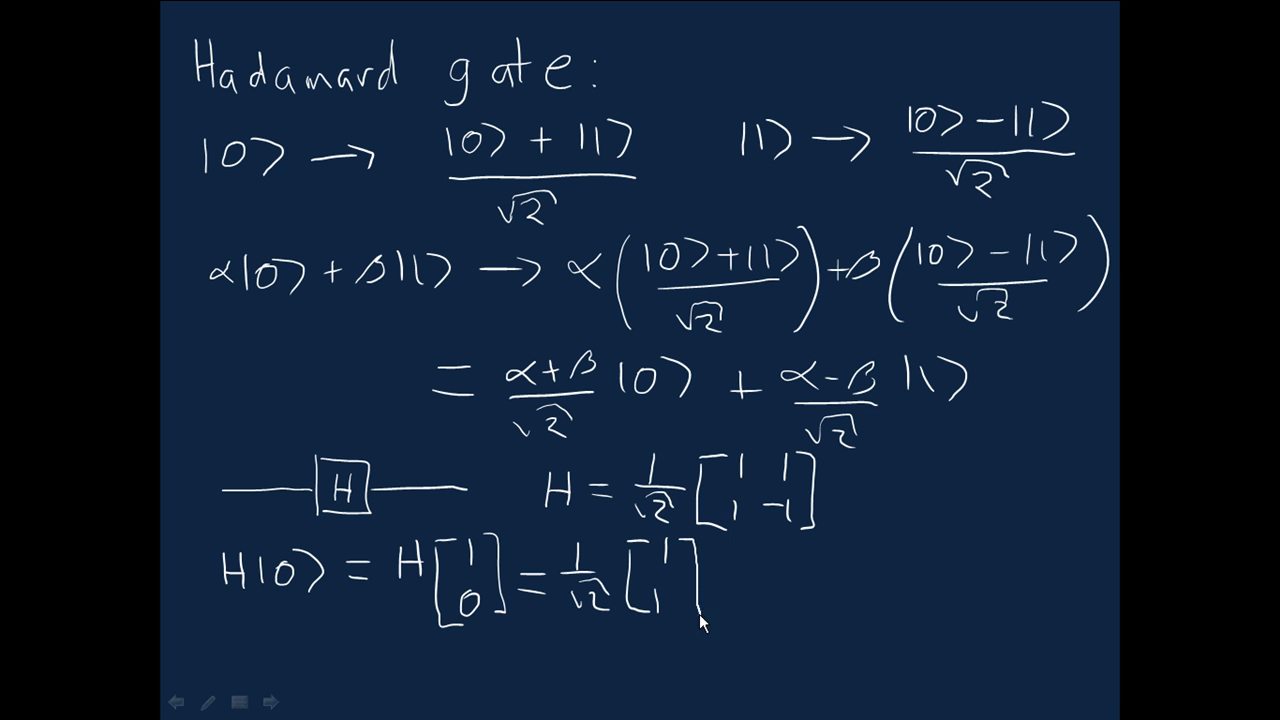 Hadamard gate:
|0> → (|0> + |1>)/√2    |1> → (|0> − |1>)/√2
α|0> + β|1> → α((|0> + |1>)/√2) + β((|0> − |1>)/√2)
= (α+β)/√2 |0> + (α−β)/√2 |1>
H    H = 1/√2 [1 1; 1 −1]
H|0> = H[1; 0] = 1/√2 [1; 1]